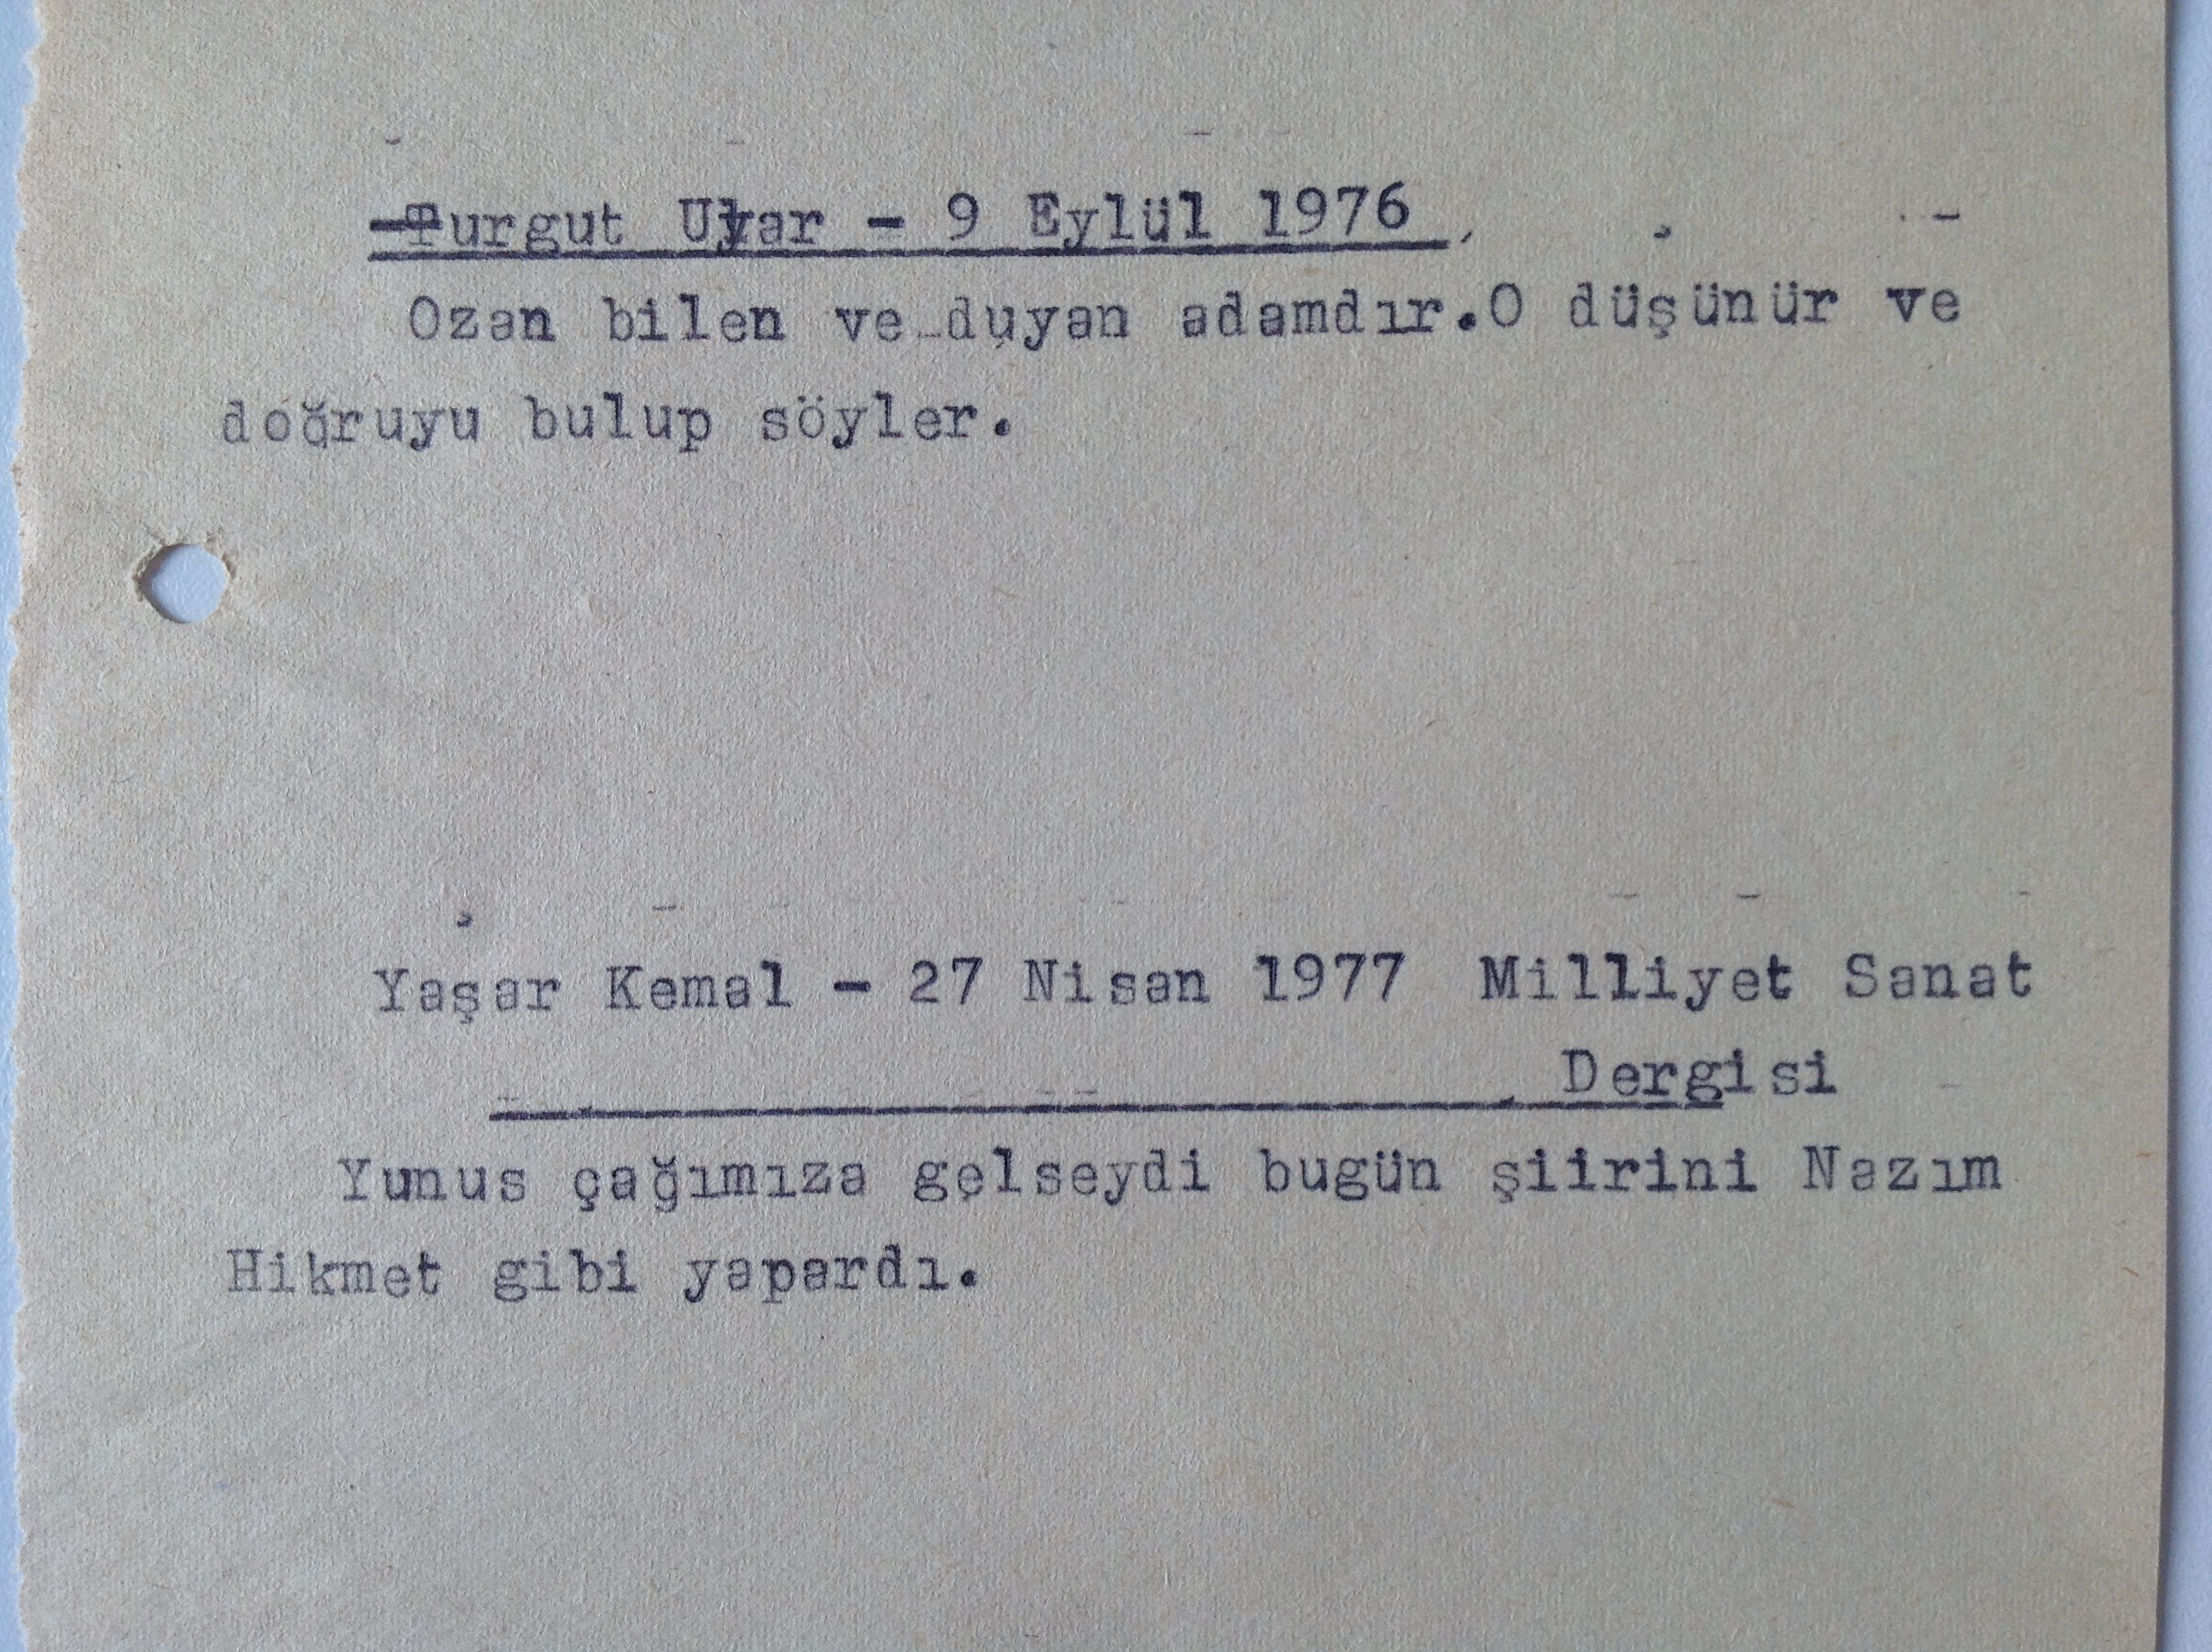 -Turgut Uyar - 9 Eylül 1976
Ozan bilen ve duyan adamdır.O düşünür ve
doğruyu bulup söyler.
Yaşar Kemal - 27 Nisan 1977 Milliyet Sanat
Dergisi
Yunus çağımıza gelseydi bugün şiirini Nazım
Hikmet gibi yapardı.